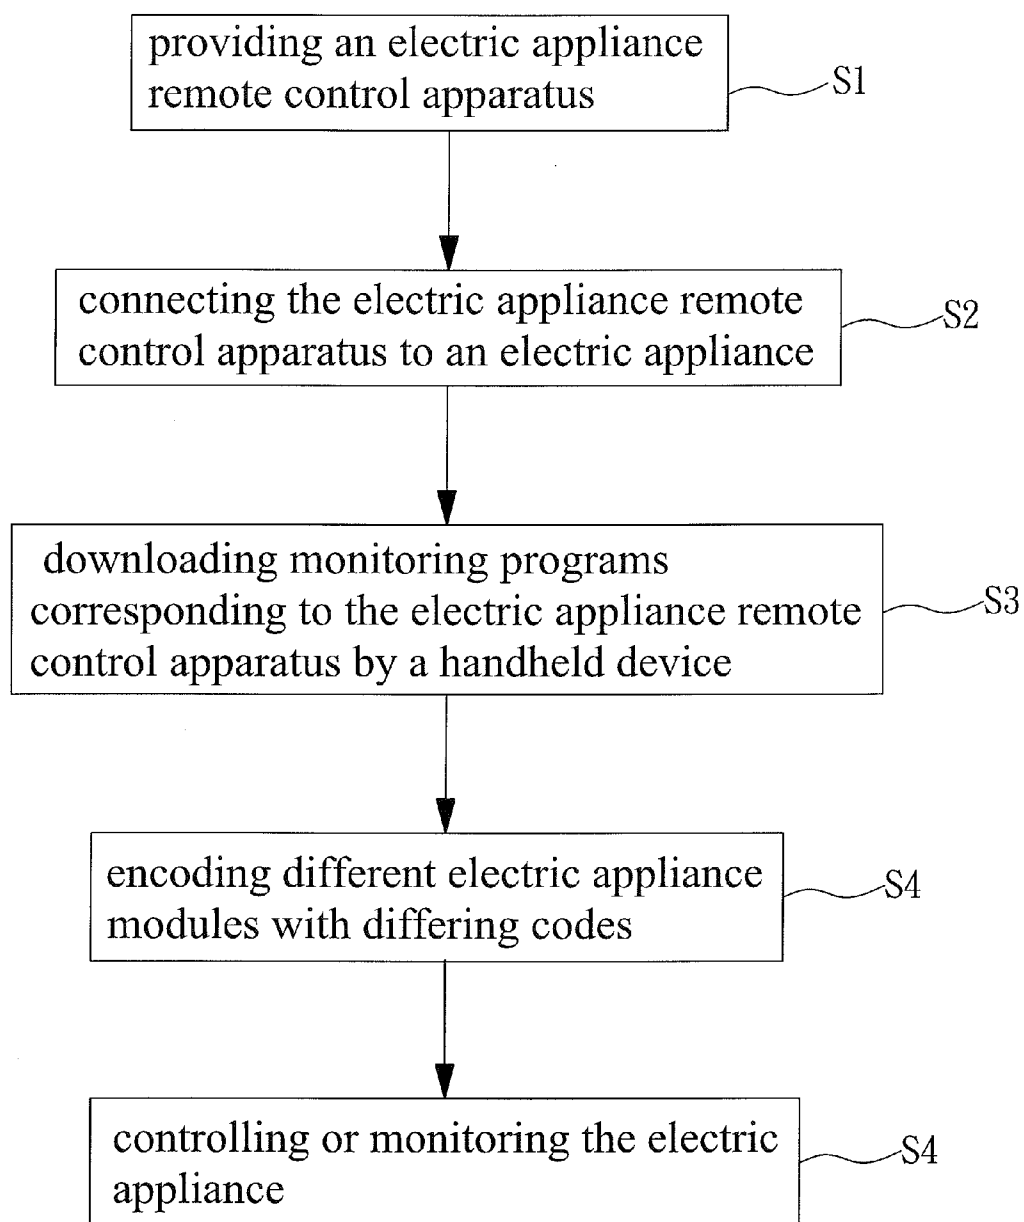 providing an electric appliance
remote control apparatus
S1
connecting the electric appliance remote
control apparatus to an electric appliance
S2
downloading monitoring programs
corresponding to the electric appliance remote
control apparatus by a handheld device
S3
encoding different electric appliance
modules with differing codes
S4
controlling or monitoring the electric
appliance
S4